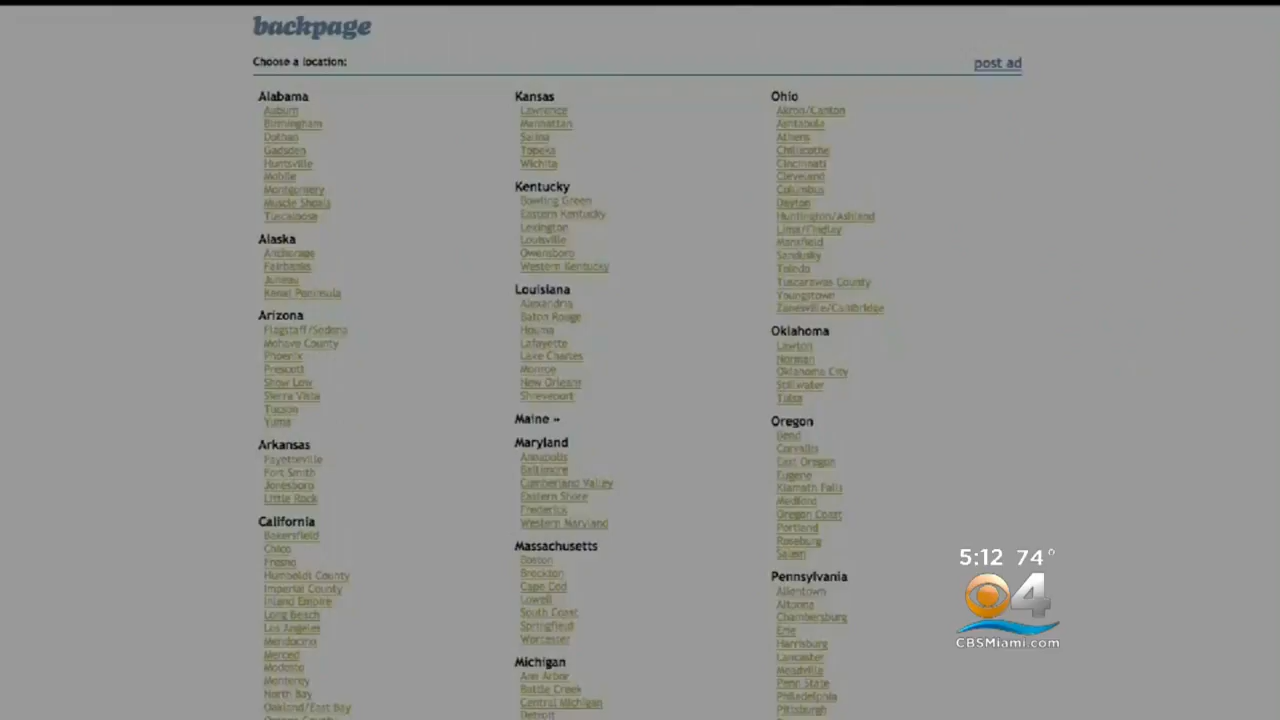 backpage
Choose a location:
post ad
Alabama
Auburn
Birmingham
Dothan
Gadsden
Huntsville
Mobile
Montgomery
Muscle Shoals
Tuscaloosa
Alaska
Anchorage
Fairbanks
Juneau
Kenai Peninsula
Arizona
Flagstaff/Sedona
Mohave County
Phoenix
Prescott
Show Low
Sierra Vista
Tucson
Yuma
Arkansas
Fayetteville
Fort Smith
Jonesboro
Little Rock
California
Bakersfield
Chico
Fresno
Humboldt County
Imperial County
Inland Empire
Long Beach
Los Angeles
Mendocino
Merced
Modesto
Monterey
North Bay
Oakland/East Bay
Kansas
Lawrence
Manhattan
Salina
Topeka
Wichita
Kentucky
Bowling Green
Eastern Kentucky
Lexington
Louisville
Owensboro
Western Kentucky
Louisiana
Alexandria
Baton Rouge
Houma
Lafayette
Lake Charles
Monroe
New Orleans
Shreveport
Maine »
Maryland
Annapolis
Baltimore
Cumberland Valley
Eastern Shore
Frederick
Western Maryland
Massachusetts
Boston
Brockton
Cape Cod
Lowell
South Coast
Springfield
Worcester
Michigan
Ann Arbor
Battle Creek
Central Michigan
Detroit
Ohio
Akron/Canton
Ashtabula
Athens
Chillicothe
Cincinnati
Cleveland
Columbus
Dayton
Huntington/Ashland
Lima/Findlay
Mansfield
Sandusky
Toledo
Tuscarawas County
Youngstown
Zanesville/Cambridge
Oklahoma
Lawton
Norman
Oklahoma City
Stillwater
Tulsa
Oregon
Bend
Corvallis
East Oregon
Eugene
Klamath Falls
Medford
Oregon Coast
Portland
Roseburg
Salem
Pennsylvania
Allentown
Altoona
Chambersburg
Erie
Harrisburg
Lancaster
Meadville
Penn State
Philadelphia
Pittsburgh
5:12 74°
4
CBSMiami.com